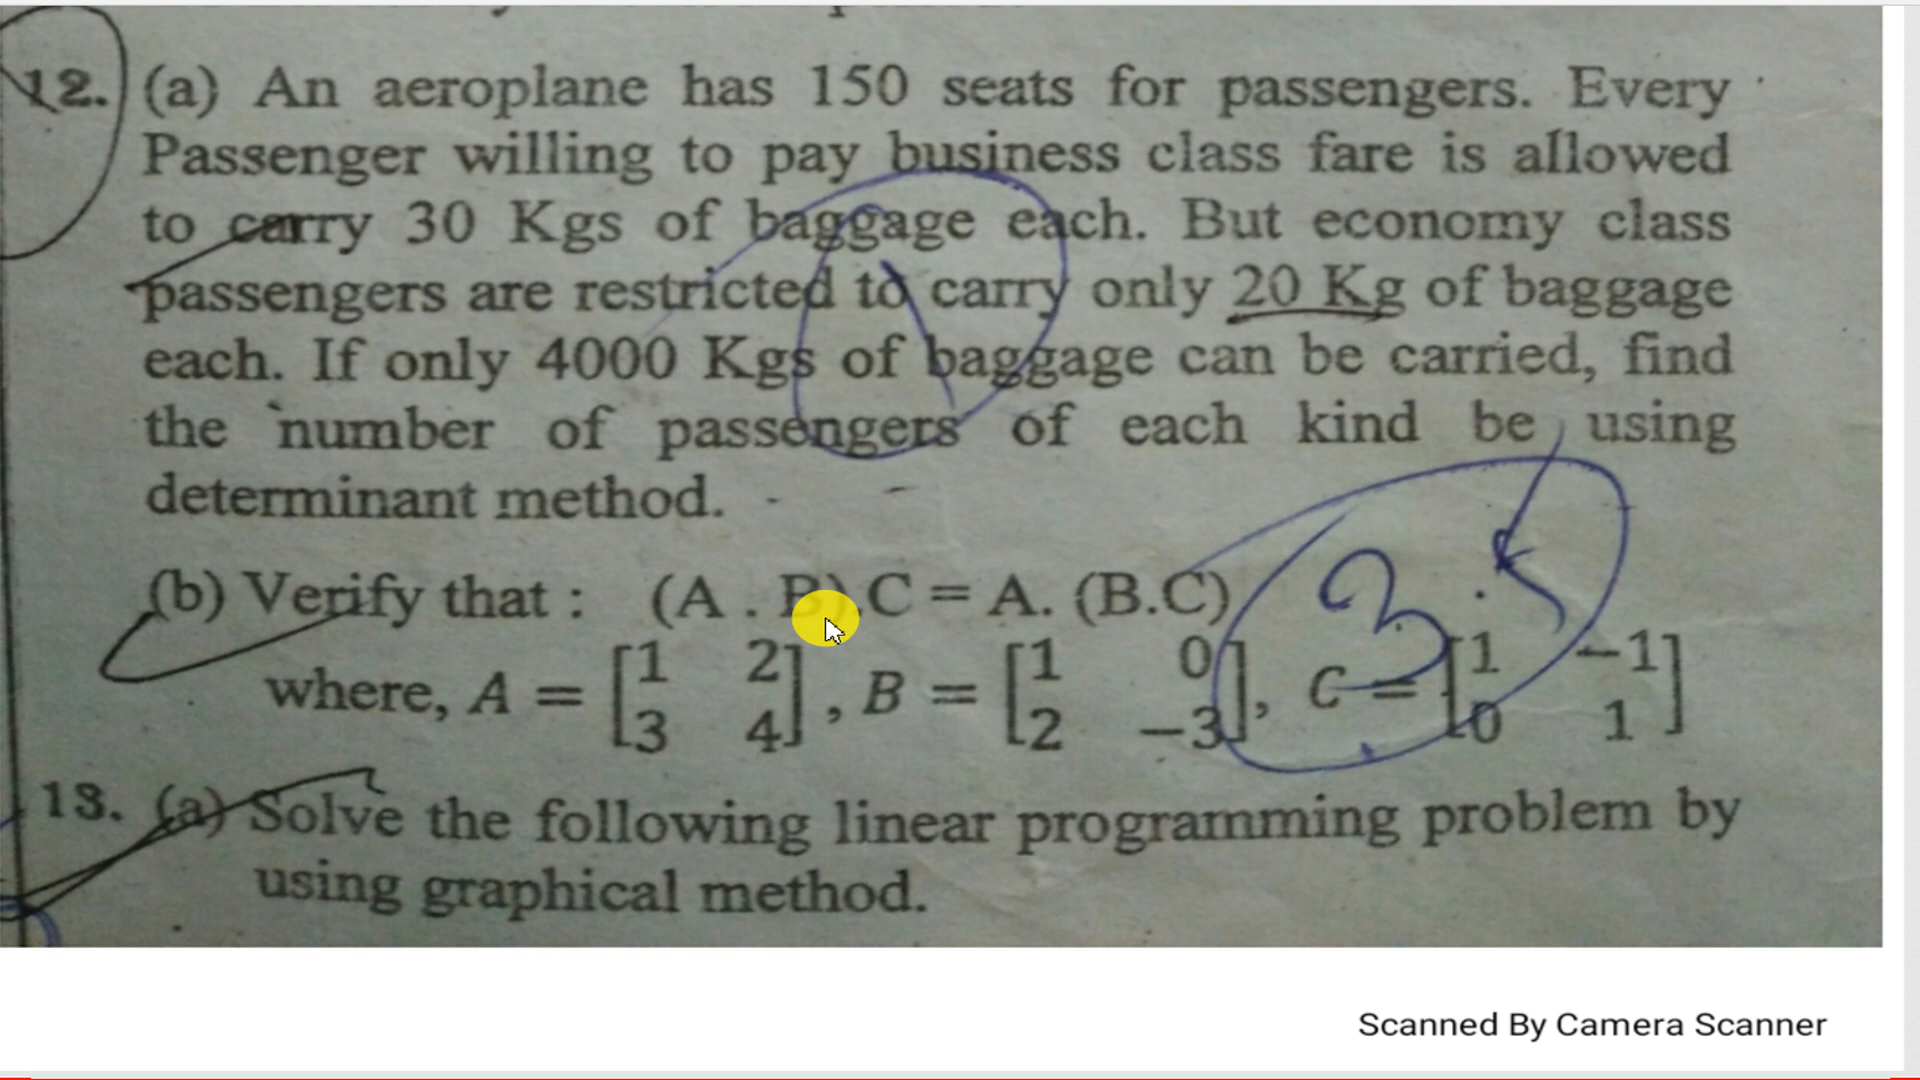 12. (a) An aeroplane has 150 seats for passengers. Every
Passenger willing to pay business class fare is allowed
to carry 30 Kgs of baggage each. But economy class
passengers are restricted to carry only 20 Kg of baggage
each. If only 4000 Kgs of baggage can be carried, find
the number of passengers of each kind be using
determinant method.
(b) Verify that : (A . B).C = A. (B.C)
where, A = [1 2
3 4], B = [1 0
2 -3], C = [1 -1
0 1]
13. (a) Solve the following linear programming problem by
using graphical method.
Scanned By Camera Scanner